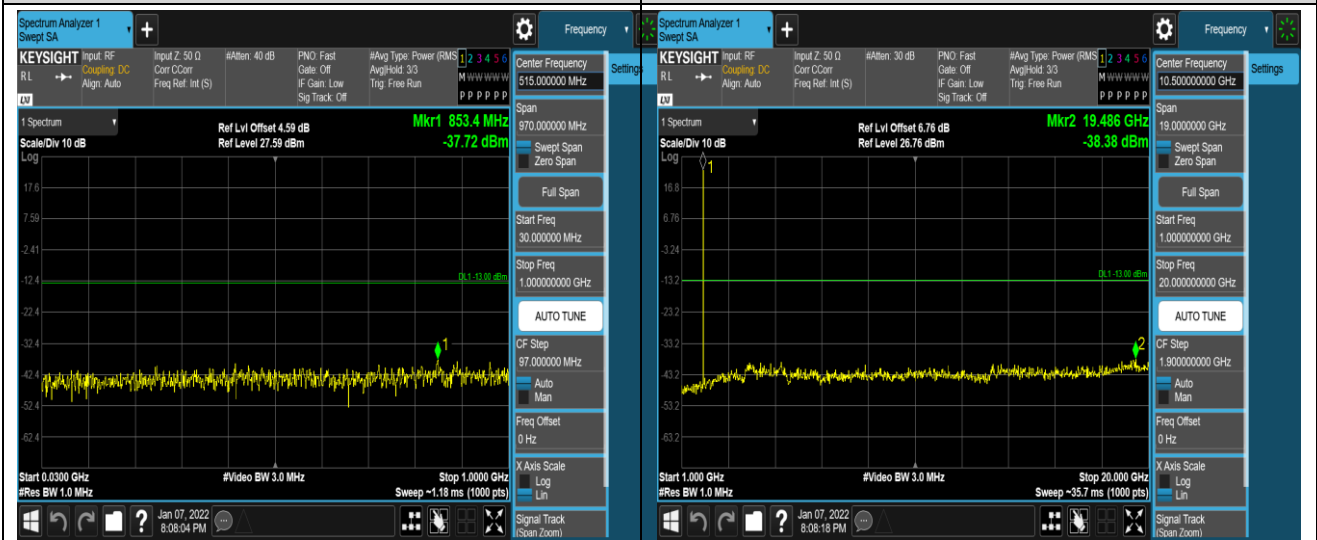 Spectrum Analyzer 1
Swept SA
+
Frequency
Settings
KEYSIGHT
Input: RF
Input Z: 50 Ω
#Atten: 40 dB
PNO: Fast
#Avg Type: Power (RMS
1 2 3 4 5 6
RL
Coupling: DC
Corr CCorr
Gate: Off
Avg|Hold: 3/3
M W W W W W
Align: Auto
Freq Ref: Int (S)
IF Gain: Low
Trig: Free Run
Sig Track: Off
P P P P P P
LXI
1 Spectrum
Ref Lvl Offset 4.59 dB
Mkr1 853.4 MHz
Scale/Div 10 dB
Ref Level 27.59 dBm
-37.72 dBm
Log
17.6
7.59
-2.41
DL1 -13.00 dBm
-12.4
-22.4
-32.4
1
-42.4
-52.4
-62.4
Start 0.0300 GHz
#Video BW 3.0 MHz
Stop 1.0000 GHz
#Res BW 1.0 MHz
Sweep ~1.18 ms (1000 pts)
Center Frequency
515.000000 MHz
Span
970.000000 MHz
Swept Span
Zero Span
Full Span
Start Freq
30.000000 MHz
Stop Freq
1.000000000 GHz
AUTO TUNE
CF Step
97.000000 MHz
Auto
Man
Freq Offset
0 Hz
X Axis Scale
Log
Lin
Signal Track
(Span Zoom)
?
Jan 07, 2022
8:08:04 PM
Spectrum Analyzer 1
Swept SA
+
Frequency
Settings
KEYSIGHT
Input: RF
Input Z: 50 Ω
#Atten: 30 dB
PNO: Fast
#Avg Type: Power (RMS
1 2 3 4 5 6
RL
Coupling: DC
Corr CCorr
Gate: Off
Avg|Hold: 3/3
M W W W W W
Align: Auto
Freq Ref: Int (S)
IF Gain: Low
Trig: Free Run
Sig Track: Off
P P P P P P
LXI
1 Spectrum
Ref Lvl Offset 6.76 dB
Mkr2 19.486 GHz
Scale/Div 10 dB
Ref Level 26.76 dBm
-38.38 dBm
Log
1
16.8
6.76
-3.24
DL1 -13.00 dBm
-13.2
-23.2
-33.2
2
-43.2
-53.2
-63.2
Start 1.000 GHz
#Video BW 3.0 MHz
Stop 20.000 GHz
#Res BW 1.0 MHz
Sweep ~35.7 ms (1000 pts)
Center Frequency
10.500000000 GHz
Span
19.0000000 GHz
Swept Span
Zero Span
Full Span
Start Freq
1.000000000 GHz
Stop Freq
20.000000000 GHz
AUTO TUNE
CF Step
1.900000000 GHz
Auto
Man
Freq Offset
0 Hz
X Axis Scale
Log
Lin
Signal Track
(Span Zoom)
?
Jan 07, 2022
8:08:18 PM